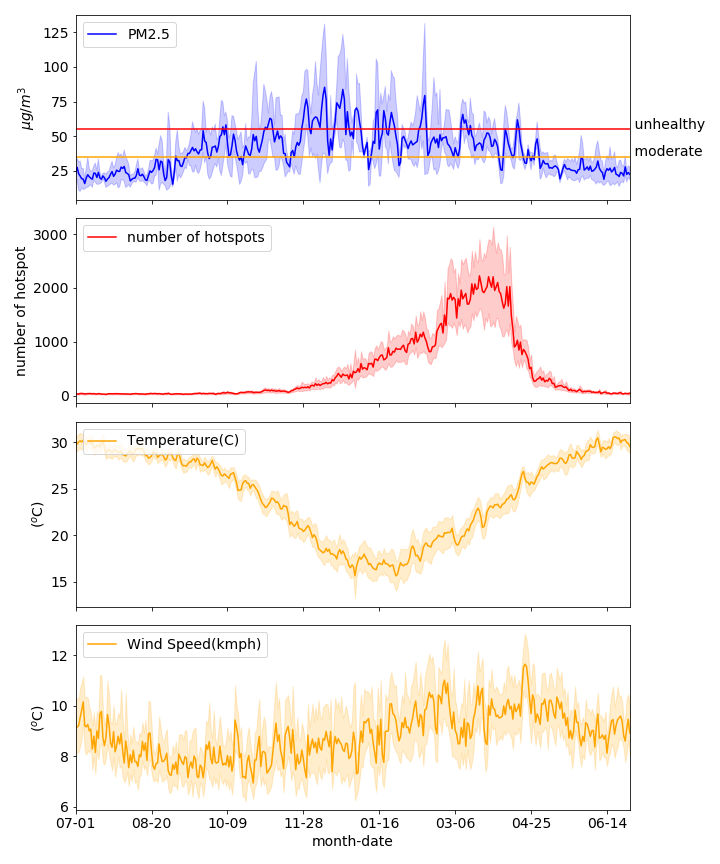 PM2.5
125
100
75
50
25
μg/m³
unhealthy
moderate
number of hotspots
3000
2000
1000
0
number of hotspot
Temperature(C)
30
25
20
15
(°C)
Wind Speed(kmph)
12
10
8
6
(°C)
07-01 08-20 10-09 11-28 01-16 03-06 04-25 06-14
month-date